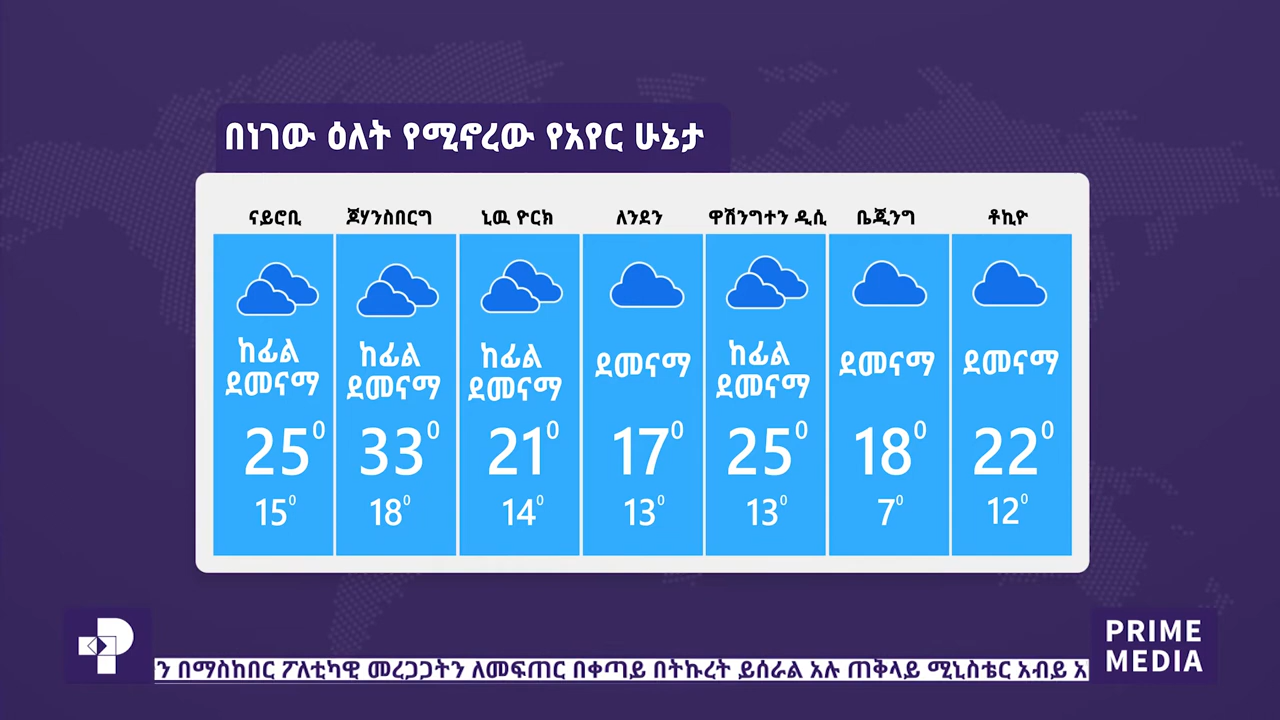 በነገው ዕለት የሚኖረው የአየር ሁኔታ
ናይሮቢ
ጆሃንስበርግ
ኒዉ ዮርክ
ለንደን
ዋሽንግተን ዲሲ
ቤጂንግ
ቶኪዮ
ከፊል
ደመናማ
25⁰
15⁰
ከፊል
ደመናማ
33⁰
18⁰
ከፊል
ደመናማ
21⁰
14⁰
ደመናማ
17⁰
13⁰
ከፊል
ደመናማ
25⁰
13⁰
ደመናማ
18⁰
7⁰
ደመናማ
22⁰
12⁰
ን በማስከበር ፖለቲካዊ መረጋጋትን ለመፍጠር በቀጣይ በትኩረት ይሰራል አሉ ጠቅላይ ሚኒስቴር አብይ አ
PRIME
MEDIA